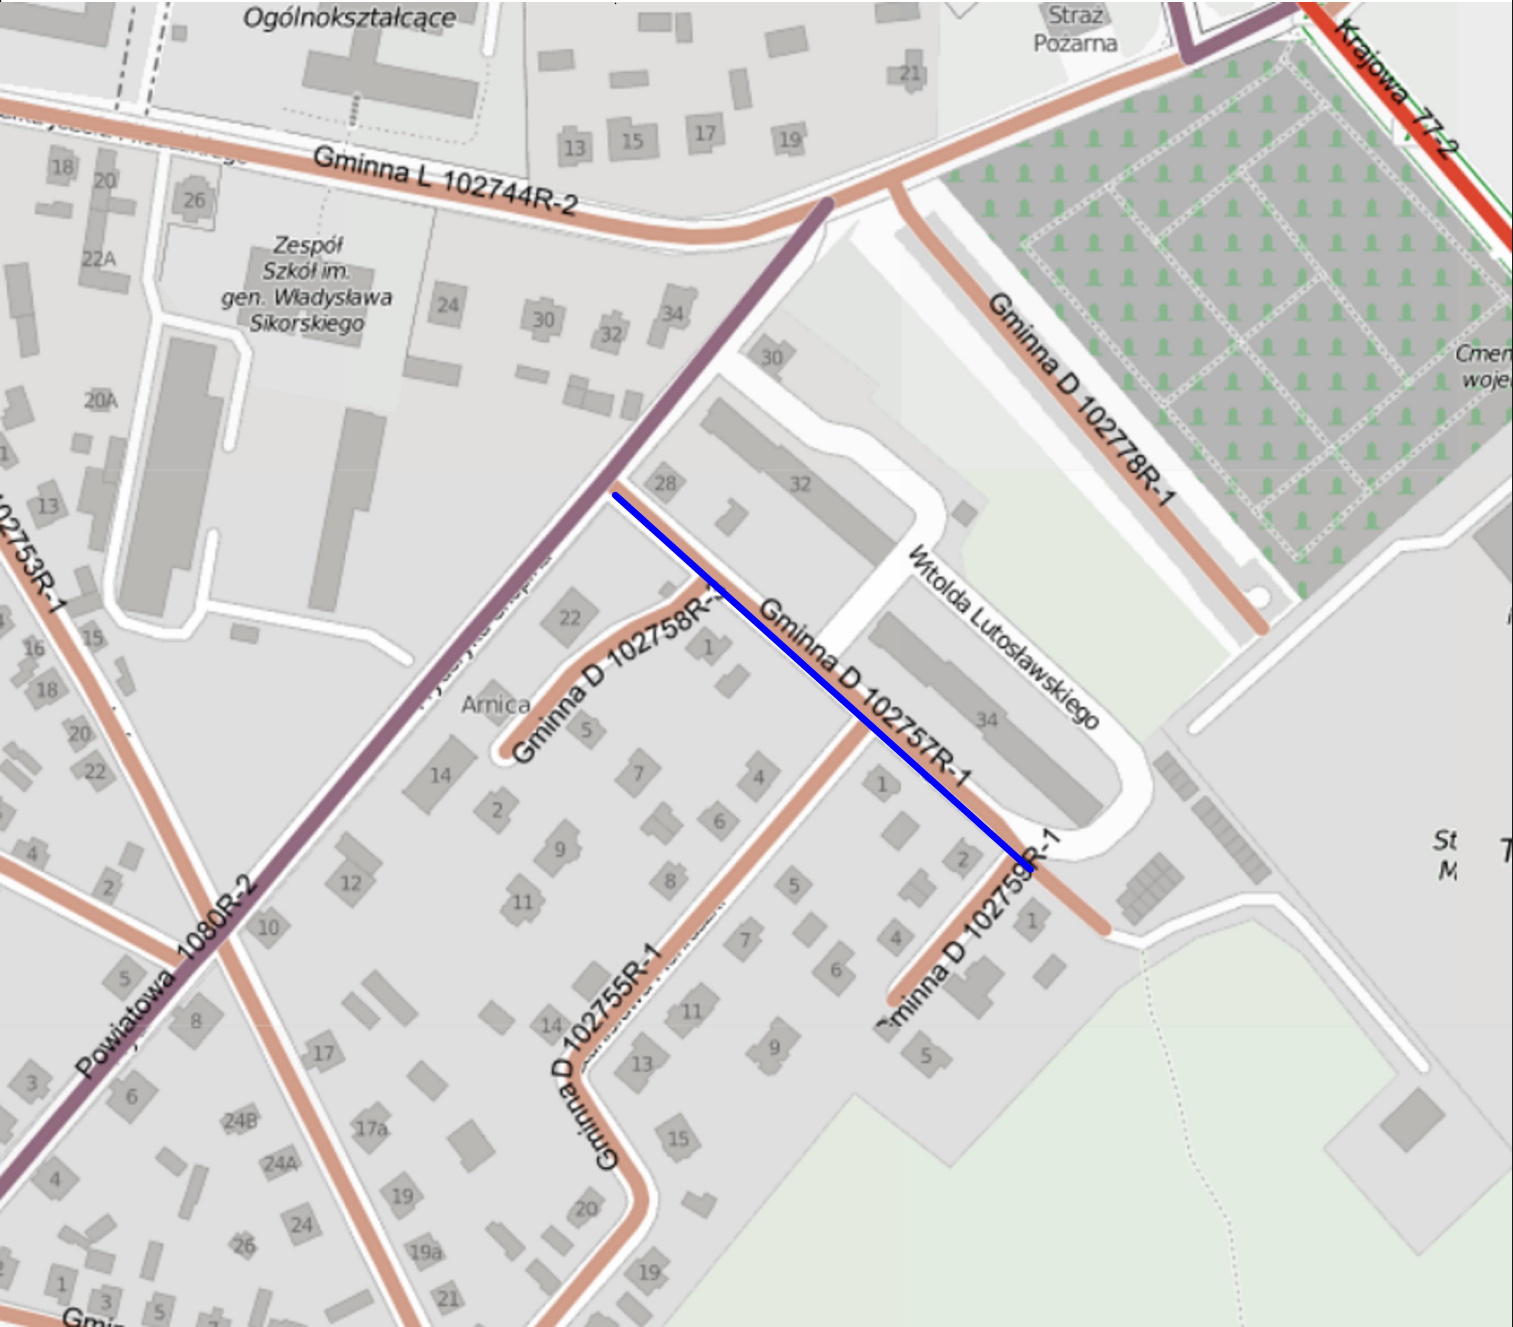 Ogólnokształcące
Straż
Pożarna
Krajowa 77-2
21
13
15
17
19
Gminna L 102744R-2
18
20
26
22A
Zespół
Szkół im.
gen. Władysława
Sikorskiego
24
30
32
34
30
20A
Gminna D 102778R-1
Cmen
woje
28
32
13
102753R-1
Witolda Lutosławskiego
22
Gminna D 102758R-
1
Gminna D 102757R-1
15
16
18
Arnica
5
34
20
22
14
7
4
1
2
6
St
M
4
9
2
12
8
5
2
11
10
7
4
1
Powiatowa 1080R-2
Gminna D 102759R-1
5
6
8
14
11
Gminna D 102755R-1
17
13
9
5
3
6
24B
17a
15
24A
4
19
20
24
26
19a
19
1
3
5
21
Gmin